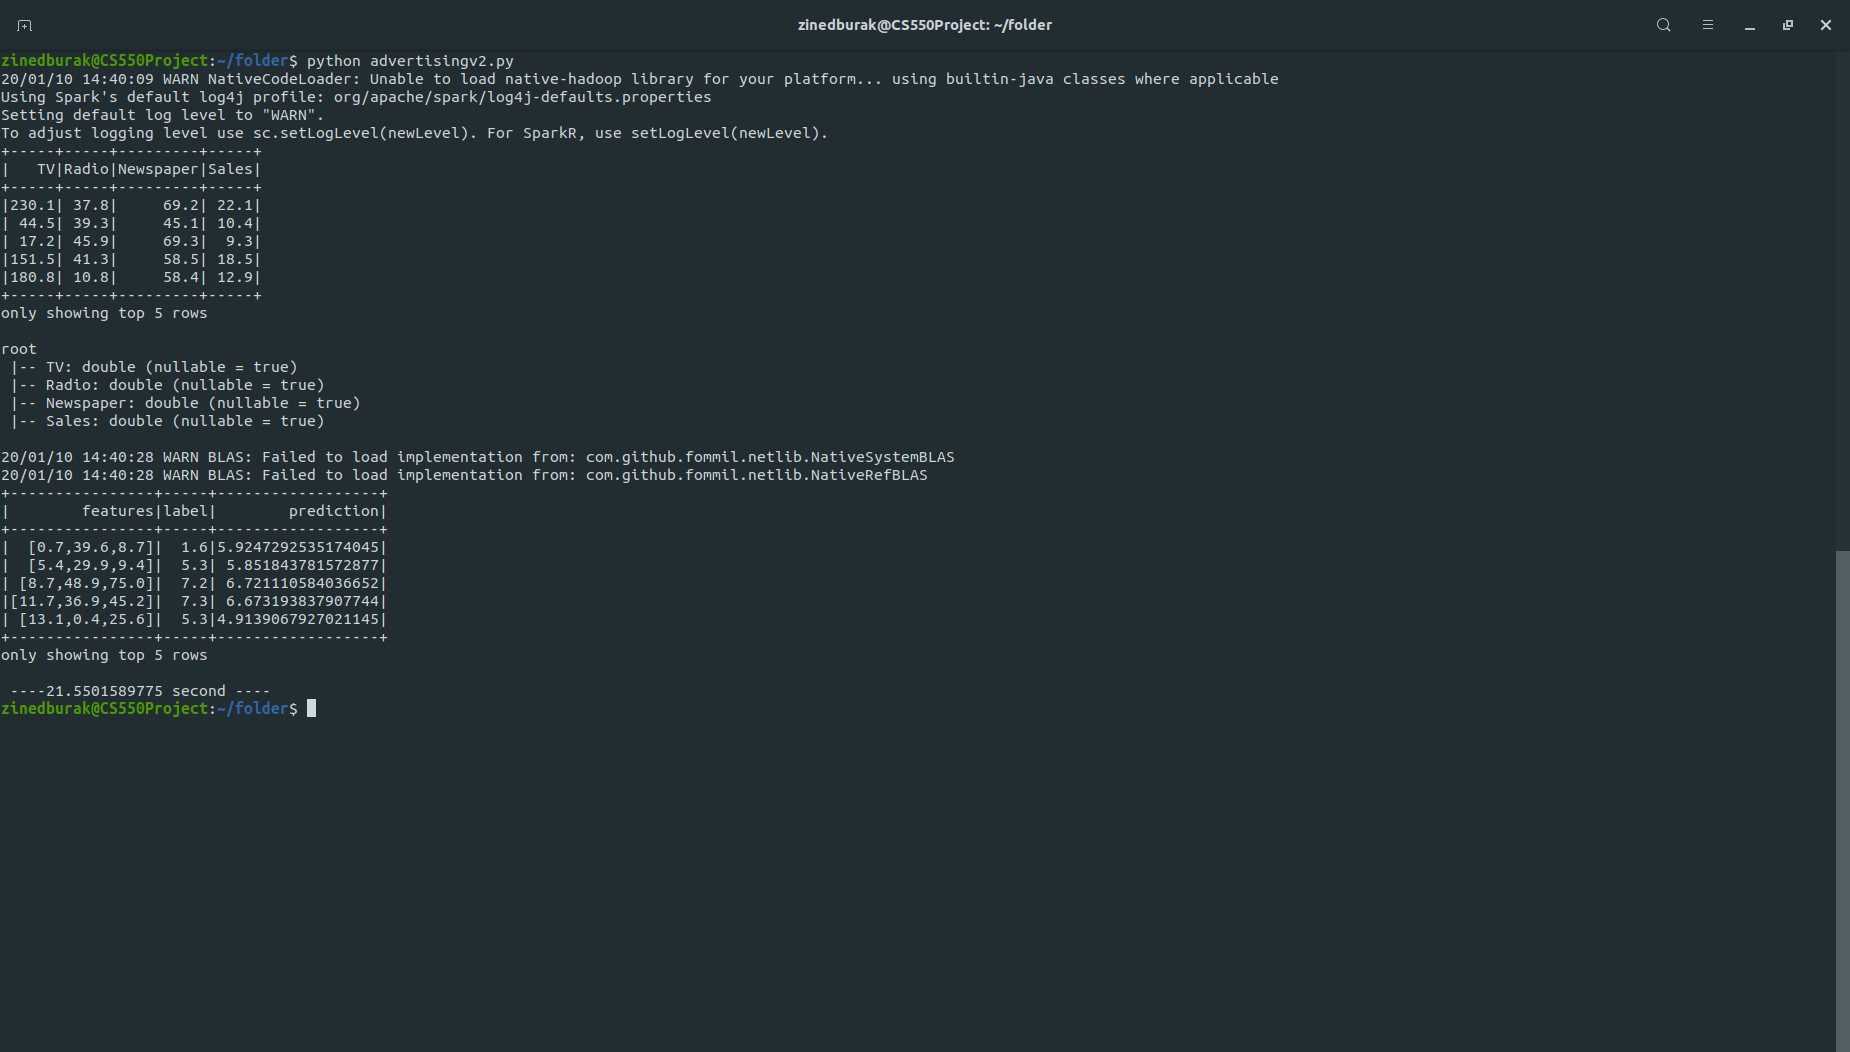 zinedburak@CS550Project: ~/folder
zinedburak@CS550Project:~/folder$ python advertisingv2.py
20/01/10 14:40:09 WARN NativeCodeLoader: Unable to load native-hadoop library for your platform... using builtin-java classes where applicable
Using Spark's default log4j profile: org/apache/spark/log4j-defaults.properties
Setting default log level to "WARN".
To adjust logging level use sc.setLogLevel(newLevel). For SparkR, use setLogLevel(newLevel).
+-----+-----+---------+-----+
|   TV|Radio|Newspaper|Sales|
+-----+-----+---------+-----+
|230.1| 37.8|     69.2| 22.1|
| 44.5| 39.3|     45.1| 10.4|
| 17.2| 45.9|     69.3|  9.3|
|151.5| 41.3|     58.5| 18.5|
|180.8| 10.8|     58.4| 12.9|
+-----+-----+---------+-----+
only showing top 5 rows

root
 |-- TV: double (nullable = true)
 |-- Radio: double (nullable = true)
 |-- Newspaper: double (nullable = true)
 |-- Sales: double (nullable = true)

20/01/10 14:40:28 WARN BLAS: Failed to load implementation from: com.github.fommil.netlib.NativeSystemBLAS
20/01/10 14:40:28 WARN BLAS: Failed to load implementation from: com.github.fommil.netlib.NativeRefBLAS
+----------------+-----+------------------+
|        features|label|        prediction|
+----------------+-----+------------------+
|  [0.7,39.6,8.7]|  1.6|5.9247292535174045|
|  [5.4,29.9,9.4]|  5.3| 5.851843781572877|
| [8.7,48.9,75.0]|  7.2| 6.721110584036652|
|[11.7,36.9,45.2]|  7.3| 6.673193837907744|
| [13.1,0.4,25.6]|  5.3|4.9139067927021145|
+----------------+-----+------------------+
only showing top 5 rows

 ----21.5501589775 second ----
zinedburak@CS550Project:~/folder$